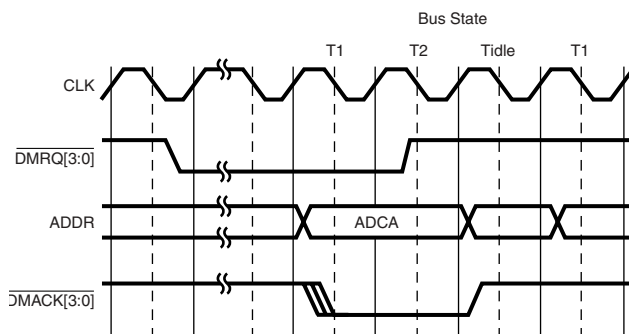 Bus State
T1 T2 Tidle T1
CLK
DMRQ[3:0]
ADDR
ADCA
DMACK[3:0]